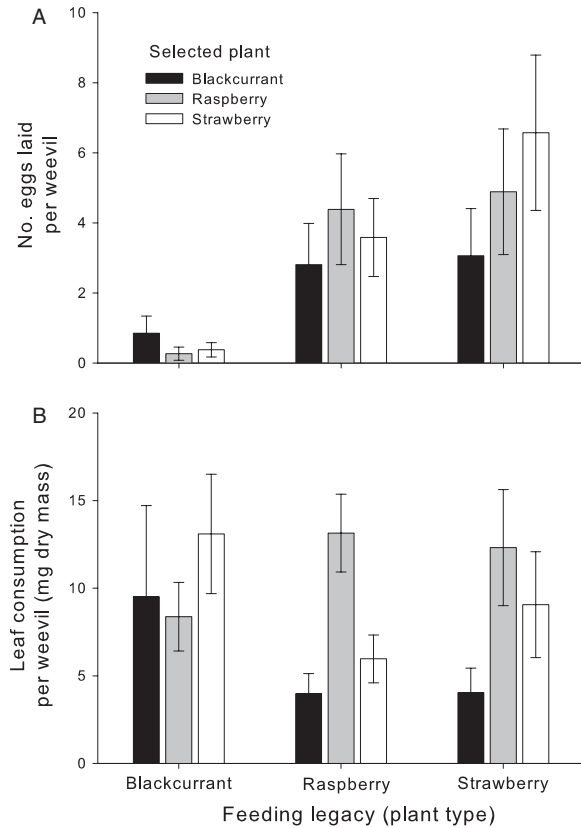 A
Selected plant
Blackcurrant
Raspberry
Strawberry
No. eggs laid
per weevil
10
8
6
4
2
0
B
Leaf consumption
per weevil (mg dry mass)
20
15
10
5
0
Blackcurrant Raspberry Strawberry
Feeding legacy (plant type)